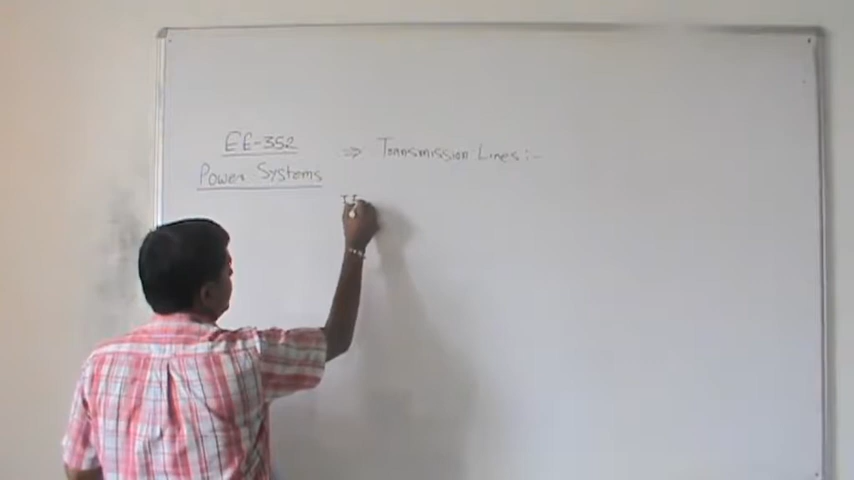 EE-352
Power Systems
⇒ Transmission Lines :-